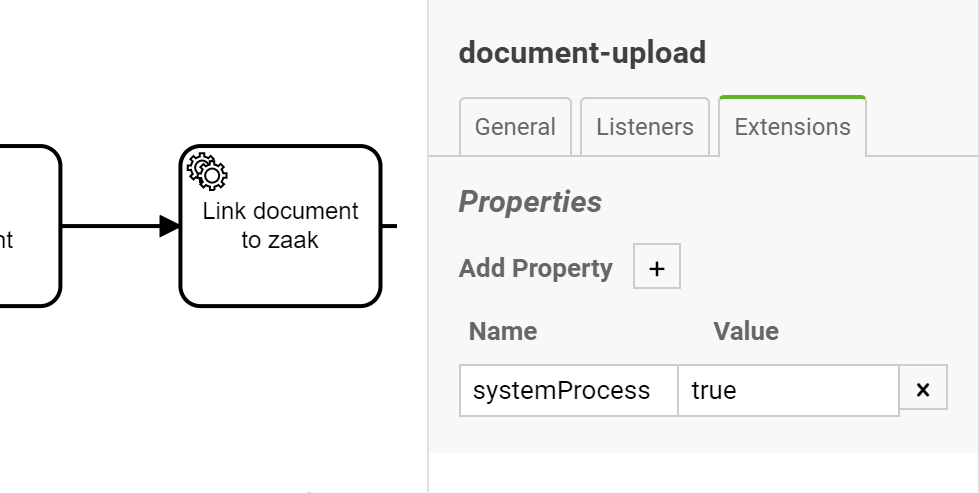 nt
Link document
to zaak
document-upload
General
Listeners
Extensions
Properties
Add Property +
Name Value
systemProcess true ×